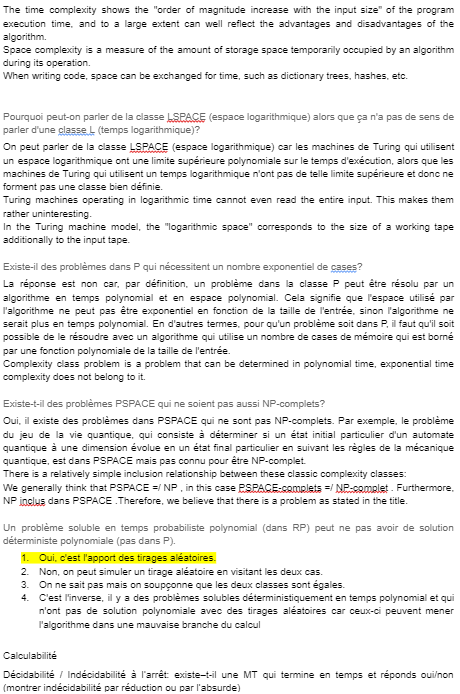 The time complexity shows the "order of magnitude increase with the input size" of the program
execution time, and to a large extent can well reflect the advantages and disadvantages of the
algorithm.
Space complexity is a measure of the amount of storage space temporarily occupied by an algorithm
during its operation.
When writing code, space can be exchanged for time, such as dictionary trees, hashes, etc.
Pourquoi peut-on parler de la classe LSPACE (espace logarithmique) alors que ça n'a pas de sens de
parler d'une classe L (temps logarithmique)?
On peut parler de la classe LSPACE (espace logarithmique) car les machines de Turing qui utilisent
un espace logarithmique ont une limite supérieure polynomiale sur le temps d'exécution, alors que les
machines de Turing qui utilisent un temps logarithmique n'ont pas de telle limite supérieure et donc ne
forment pas une classe bien définie.
Turing machines operating in logarithmic time cannot even read the entire input. This makes them
rather uninteresting.
In the Turing machine model, the "logarithmic space" corresponds to the size of a working tape
additionally to the input tape.
Existe-il des problèmes dans P qui nécessitent un nombre exponentiel de cases?
La réponse est non car, par définition, un problème dans la classe P peut être résolu par un
algorithme en temps polynomial et en espace polynomial. Cela signifie que l'espace utilisé par
l'algorithme ne peut pas être exponentiel en fonction de la taille de l'entrée, sinon l'algorithme ne
serait plus en temps polynomial. En d'autres termes, pour qu'un problème soit dans P, il faut qu'il soit
possible de le résoudre avec un algorithme qui utilise un nombre de cases de mémoire qui est borné
par une fonction polynomiale de la taille de l'entrée.
Complexity class problem is a problem that can be determined in polynomial time, exponential time
complexity does not belong to it.
Existe-t-il des problèmes PSPACE qui ne soient pas aussi NP-complets?
Oui, il existe des problèmes dans PSPACE qui ne sont pas NP-complets. Par exemple, le problème
du jeu de la vie quantique, qui consiste à déterminer si un état initial particulier d'un automate
quantique à une dimension évolue en un état final particulier en suivant les règles de la mécanique
quantique, est dans PSPACE mais pas connu pour être NP-complet.
There is a relatively simple inclusion relationship between these classic complexity classes:
We generally think that PSPACE =/ NP , in this case PSPACE-complets =/ NP-complet . Furthermore,
NP inclus dans PSPACE .Therefore, we believe that there is a problem as stated in the title.
Un problème soluble en temps probabiliste polynomial (dans RP) peut ne pas avoir de solution
déterministe polynomiale (pas dans P).
1. Oui, c'est l'apport des tirages aléatoires.
2. Non, on peut simuler un tirage aléatoire en visitant les deux cas.
3. On ne sait pas mais on soupçonne que les deux classes sont égales.
4. C'est l'inverse, il y a des problèmes solubles déterministiquement en temps polynomial et qui
n'ont pas de solution polynomiale avec des tirages aléatoires car ceux-ci peuvent mener
l'algorithme dans une mauvaise branche du calcul
Calculabilité
Décidabilité / Indécidabilité à l'arrêt: existe–t-il une MT qui termine en temps et réponds oui/non
(montrer indécidabilité par réduction ou par l'absurde)